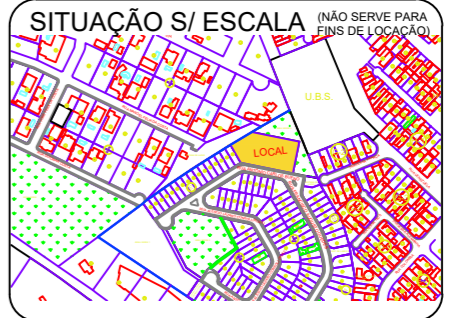 SITUAÇÃO S/ ESCALA (NÃO SERVE PARA
FINS DE LOCAÇÃO)
U.B.S.
LOCAL